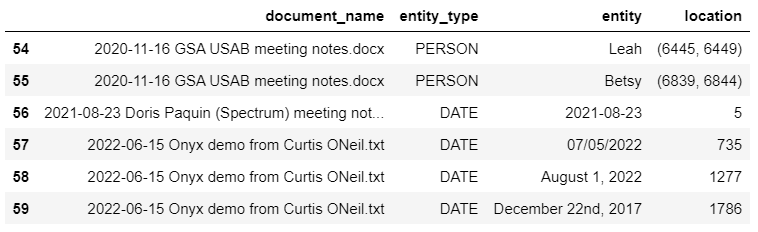 document_name entity_type entity location
54 2020-11-16 GSA USAB meeting notes.docx PERSON Leah (6445, 6449)
55 2020-11-16 GSA USAB meeting notes.docx PERSON Betsy (6839, 6844)
56 2021-08-23 Doris Paquin (Spectrum) meeting not... DATE 2021-08-23 5
57 2022-06-15 Onyx demo from Curtis ONeil.txt DATE 07/05/2022 735
58 2022-06-15 Onyx demo from Curtis ONeil.txt DATE August 1, 2022 1277
59 2022-06-15 Onyx demo from Curtis ONeil.txt DATE December 22nd, 2017 1786